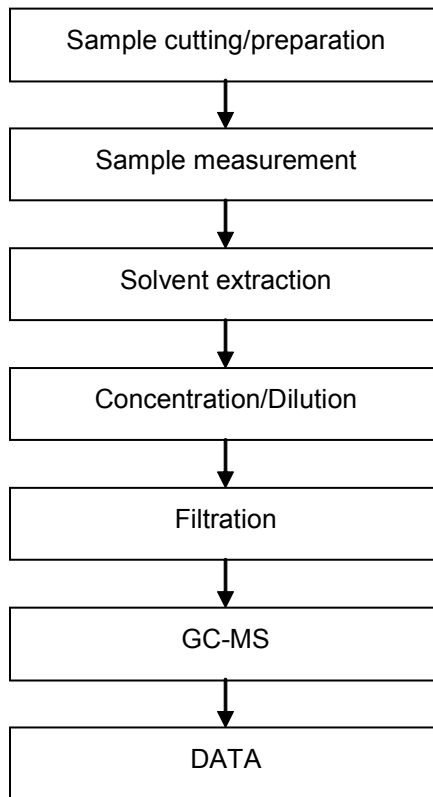 Sample cutting/preparation
Sample measurement
Solvent extraction
Concentration/Dilution
Filtration
GC-MS
DATA